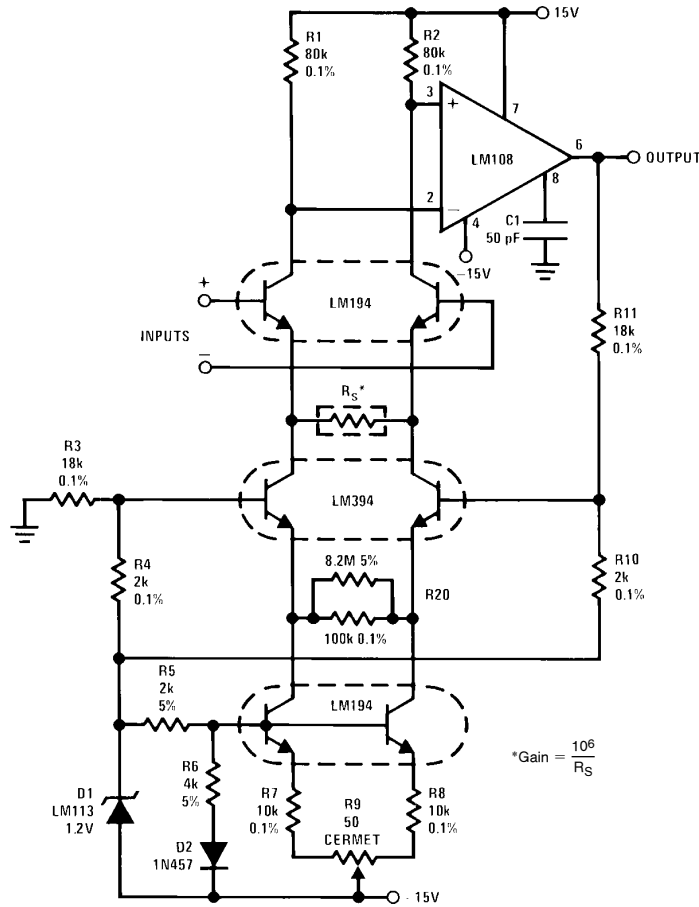 15V
R1
80k
0.1%
R2
80k
0.1%
3
+
7
LM108
6
OUTPUT
8
2
−
4
C1
50 pF
−15V
+
LM194
INPUTS
−
R11
18k
0.1%
RS*
R3
18k
0.1%
LM394
R4
2k
0.1%
8.2M 5%
R20
100k 0.1%
R10
2k
0.1%
R5
2k
5%
LM194
*Gain = 10^6 / RS
R6
4k
5%
D1
LM113
1.2V
R7
10k
0.1%
R9
50
CERMET
R8
10k
0.1%
D2
1N457
-15V